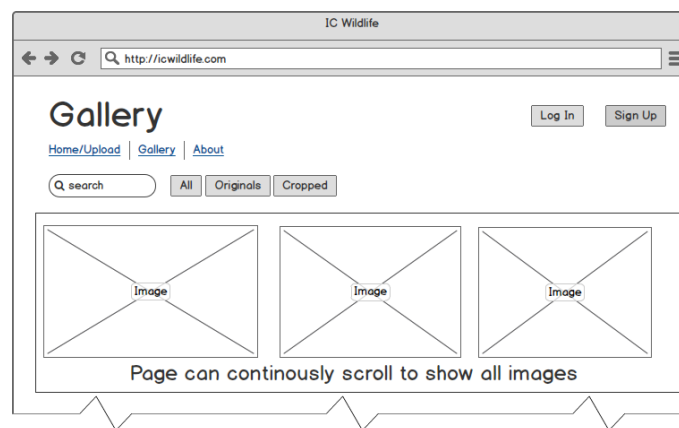 IC Wildlife
http://icwildlife.com
Gallery
Log In Sign Up
Home/Upload Gallery About
search All Originals Cropped
Image Image Image
Page can continously scroll to show all images